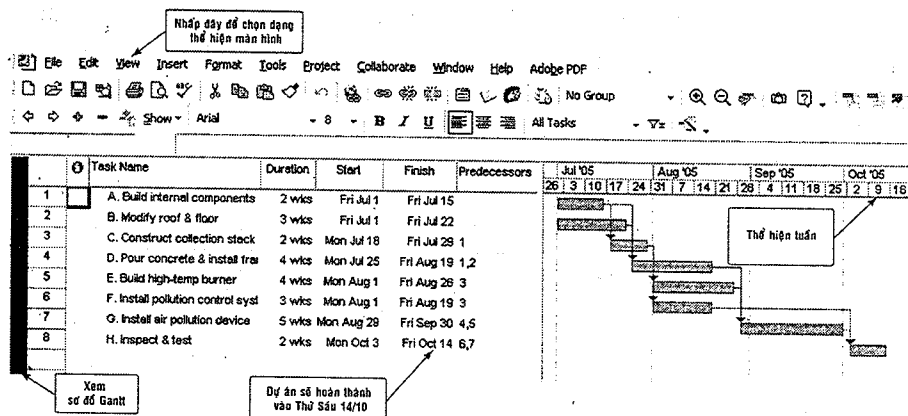 Nhấp đây để chọn dạng
thể hiện màn hình
File Edit View Insert Format Tools Project Collaborate Window Help Adobe PDF
No Group
Show Arial 8 B I U All Tasks
Task Name Duration Start Finish Predecessors Jul '05 Aug '05 Sep '05 Oct '05
26 3 10 17 24 31 7 14 21 28 4 11 18 25 2 9 16
1 A. Build internal components 2 wks Fri Jul 1 Fri Jul 15
2 B. Modify roof & floor 3 wks Fri Jul 1 Fri Jul 22
3 C. Construct collection stack 2 wks Mon Jul 18 Fri Jul 29 1
4 D. Pour concrete & install frai 4 wks Mon Jul 25 Fri Aug 19 1,2
5 E. Build high-temp burner 4 wks Mon Aug 1 Fri Aug 26 3
6 F. Install pollution control syst 3 wks Mon Aug 1 Fri Aug 19 3
7 G. Install air pollution device 5 wks Mon Aug 29 Fri Sep 30 4,5
8 H. Inspect & test 2 wks Mon Oct 3 Fri Oct 14 6,7
Thể hiện tuần
Xem
sơ đồ Gantt
Dự án sẽ hoàn thành
vào Thứ Sáu 14/10